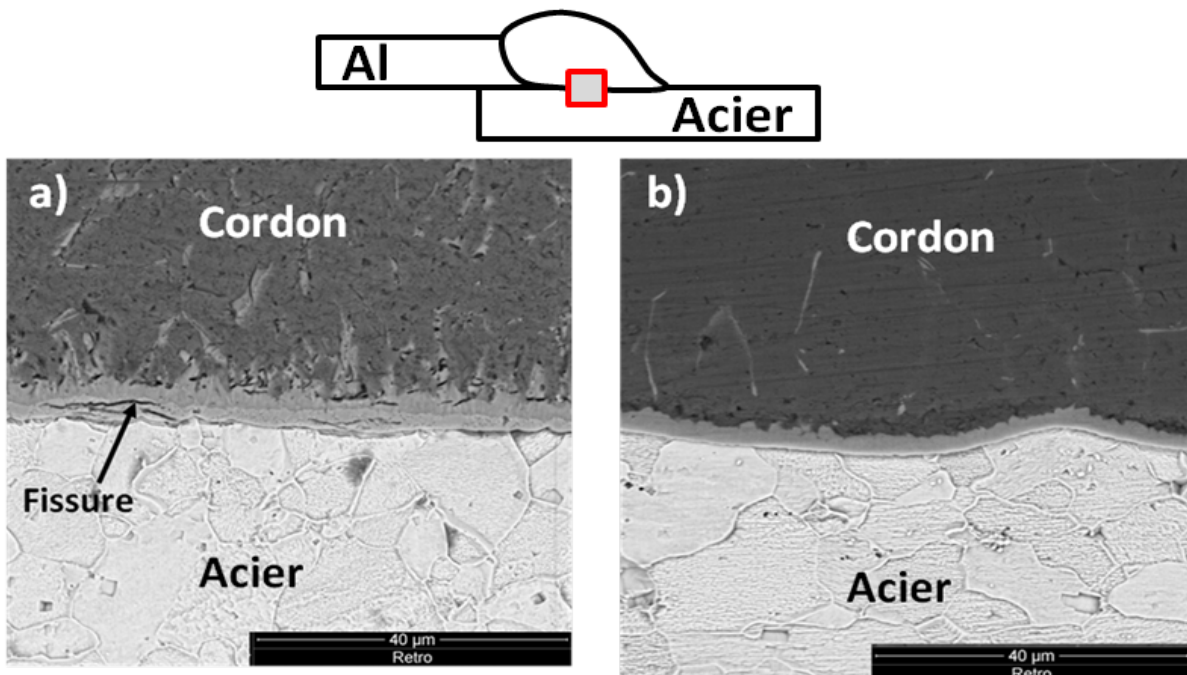 Al
Acier
a)
Cordon
Fissure
Acier
40 µm
Retro
b)
Cordon
Acier
40 µm
Retro